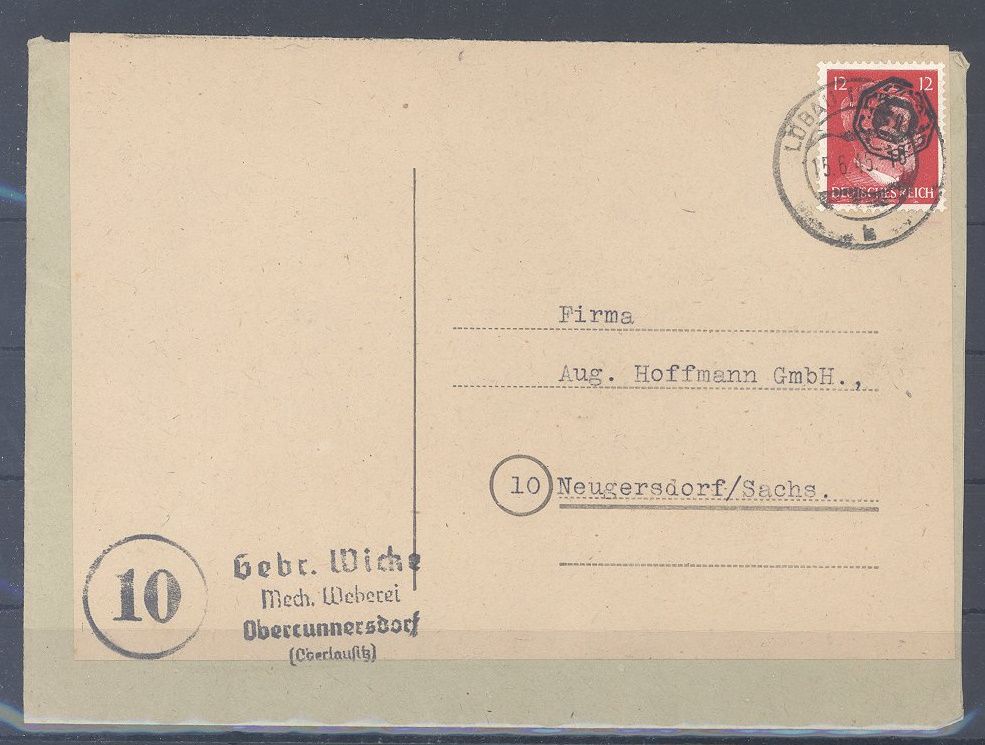 12 12
LÖBAU
15.6.45
DEUTSCHES REICH
k
Firma
Aug. Hoffmann GmbH.,
10 Neugersdorf/Sachs.
10
Gebr. Wicke
Mech. Weberei
Obercunnersdorf
(Oberlausitz)